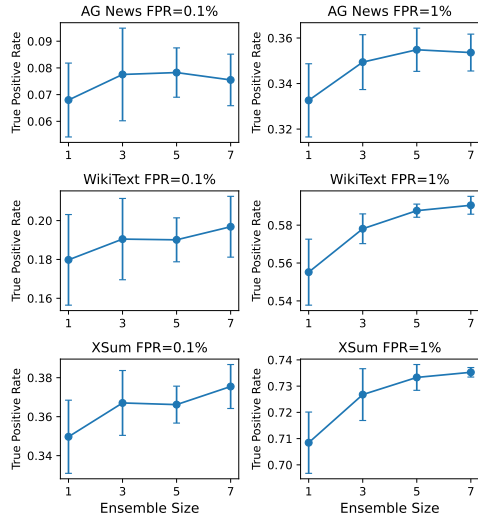 AG News FPR=0.1%
True Positive Rate
0.09
0.08
0.07
0.06
1 3 5 7
AG News FPR=1%
True Positive Rate
0.36
0.34
0.32
1 3 5 7
WikiText FPR=0.1%
True Positive Rate
0.20
0.18
0.16
1 3 5 7
WikiText FPR=1%
True Positive Rate
0.58
0.56
0.54
1 3 5 7
XSum FPR=0.1%
True Positive Rate
0.38
0.36
0.34
1 3 5 7
Ensemble Size
XSum FPR=1%
True Positive Rate
0.74
0.73
0.72
0.71
0.70
1 3 5 7
Ensemble Size